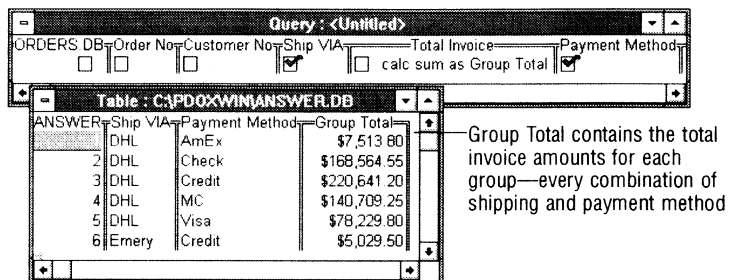 Query : <Untitled>
ORDERS.DB Order No Customer No Ship VIA Total Invoice Payment Method
calc sum as Group Total
Table : C:\PDOXWIN\ANSWER.DB
ANSWER Ship VIA Payment Method Group Total
DHL AmEx $7,513.80
2 DHL Check $168,564.55
3 DHL Credit $220,641.20
4 DHL MC $140,709.25
5 DHL Visa $78,229.80
6 Emery Credit $5,029.50
Group Total contains the total
invoice amounts for each
group—every combination of
shipping and payment method